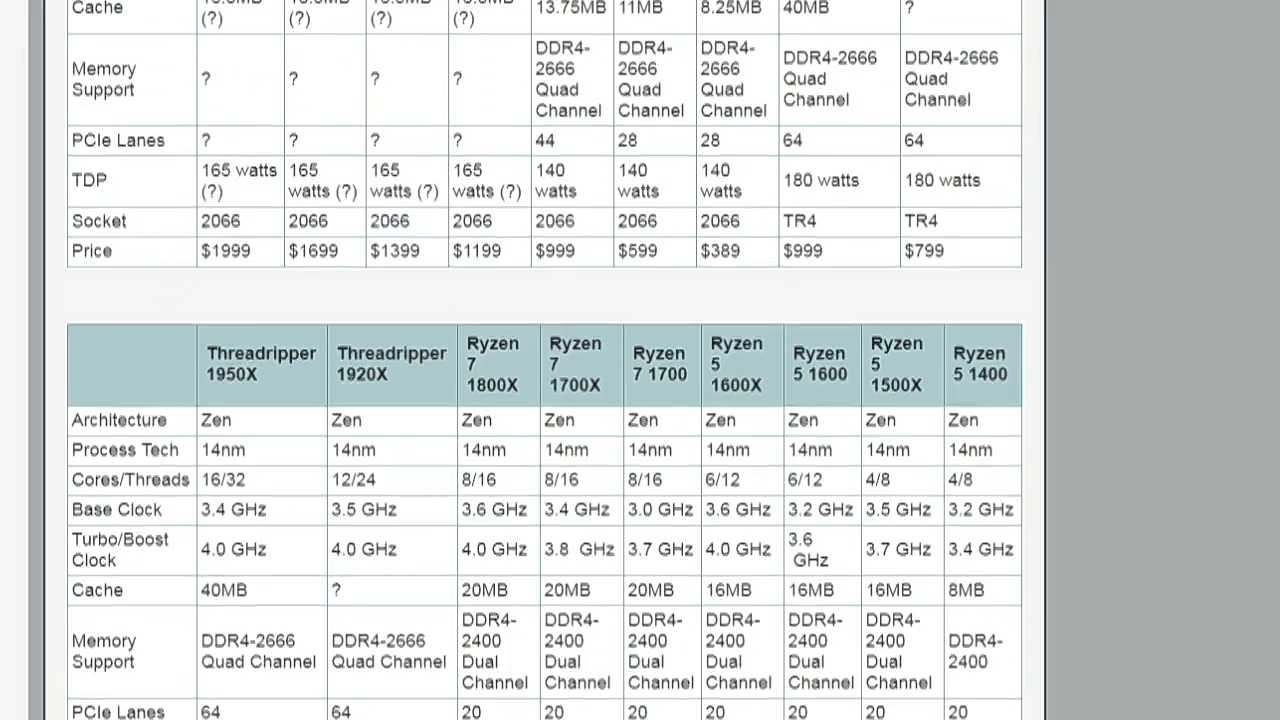 Cache (?) (?) (?) (?) 13.75MB 11MB 8.25MB 40MB ?
Memory Support ? ? ? ? DDR4-2666 Quad Channel DDR4-2666 Quad Channel DDR4-2666 Quad Channel DDR4-2666 Quad Channel DDR4-2666 Quad Channel
PCIe Lanes ? ? ? ? 44 28 28 64 64
TDP 165 watts (?) 165 watts (?) 165 watts (?) 165 watts (?) 140 watts 140 watts 140 watts 180 watts 180 watts
Socket 2066 2066 2066 2066 2066 2066 2066 TR4 TR4
Price $1999 $1699 $1399 $1199 $999 $599 $389 $999 $799
Threadripper 1950X Threadripper 1920X Ryzen 7 1800X Ryzen 7 1700X Ryzen 7 1700 Ryzen 5 1600X Ryzen 5 1600 Ryzen 5 1500X Ryzen 5 1400
Architecture Zen Zen Zen Zen Zen Zen Zen Zen Zen
Process Tech 14nm 14nm 14nm 14nm 14nm 14nm 14nm 14nm 14nm
Cores/Threads 16/32 12/24 8/16 8/16 8/16 6/12 6/12 4/8 4/8
Base Clock 3.4 GHz 3.5 GHz 3.6 GHz 3.4 GHz 3.0 GHz 3.6 GHz 3.2 GHz 3.5 GHz 3.2 GHz
Turbo/Boost Clock 4.0 GHz 4.0 GHz 4.0 GHz 3.8 GHz 3.7 GHz 4.0 GHz 3.6 GHz 3.7 GHz 3.4 GHz
Cache 40MB ? 20MB 20MB 20MB 16MB 16MB 16MB 8MB
Memory Support DDR4-2666 Quad Channel DDR4-2666 Quad Channel DDR4-2400 Dual Channel DDR4-2400 Dual Channel DDR4-2400 Dual Channel DDR4-2400 Dual Channel DDR4-2400 Dual Channel DDR4-2400 Dual Channel DDR4-2400
PCIe Lanes 64 64 20 20 20 20 20 20 20